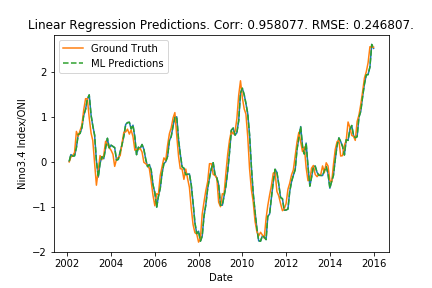 Linear Regression Predictions. Corr: 0.958077. RMSE: 0.246807.
Ground Truth
ML Predictions
Nino3.4 Index/ONI
2
1
0
−1
−2
2002 2004 2006 2008 2010 2012 2014 2016
Date